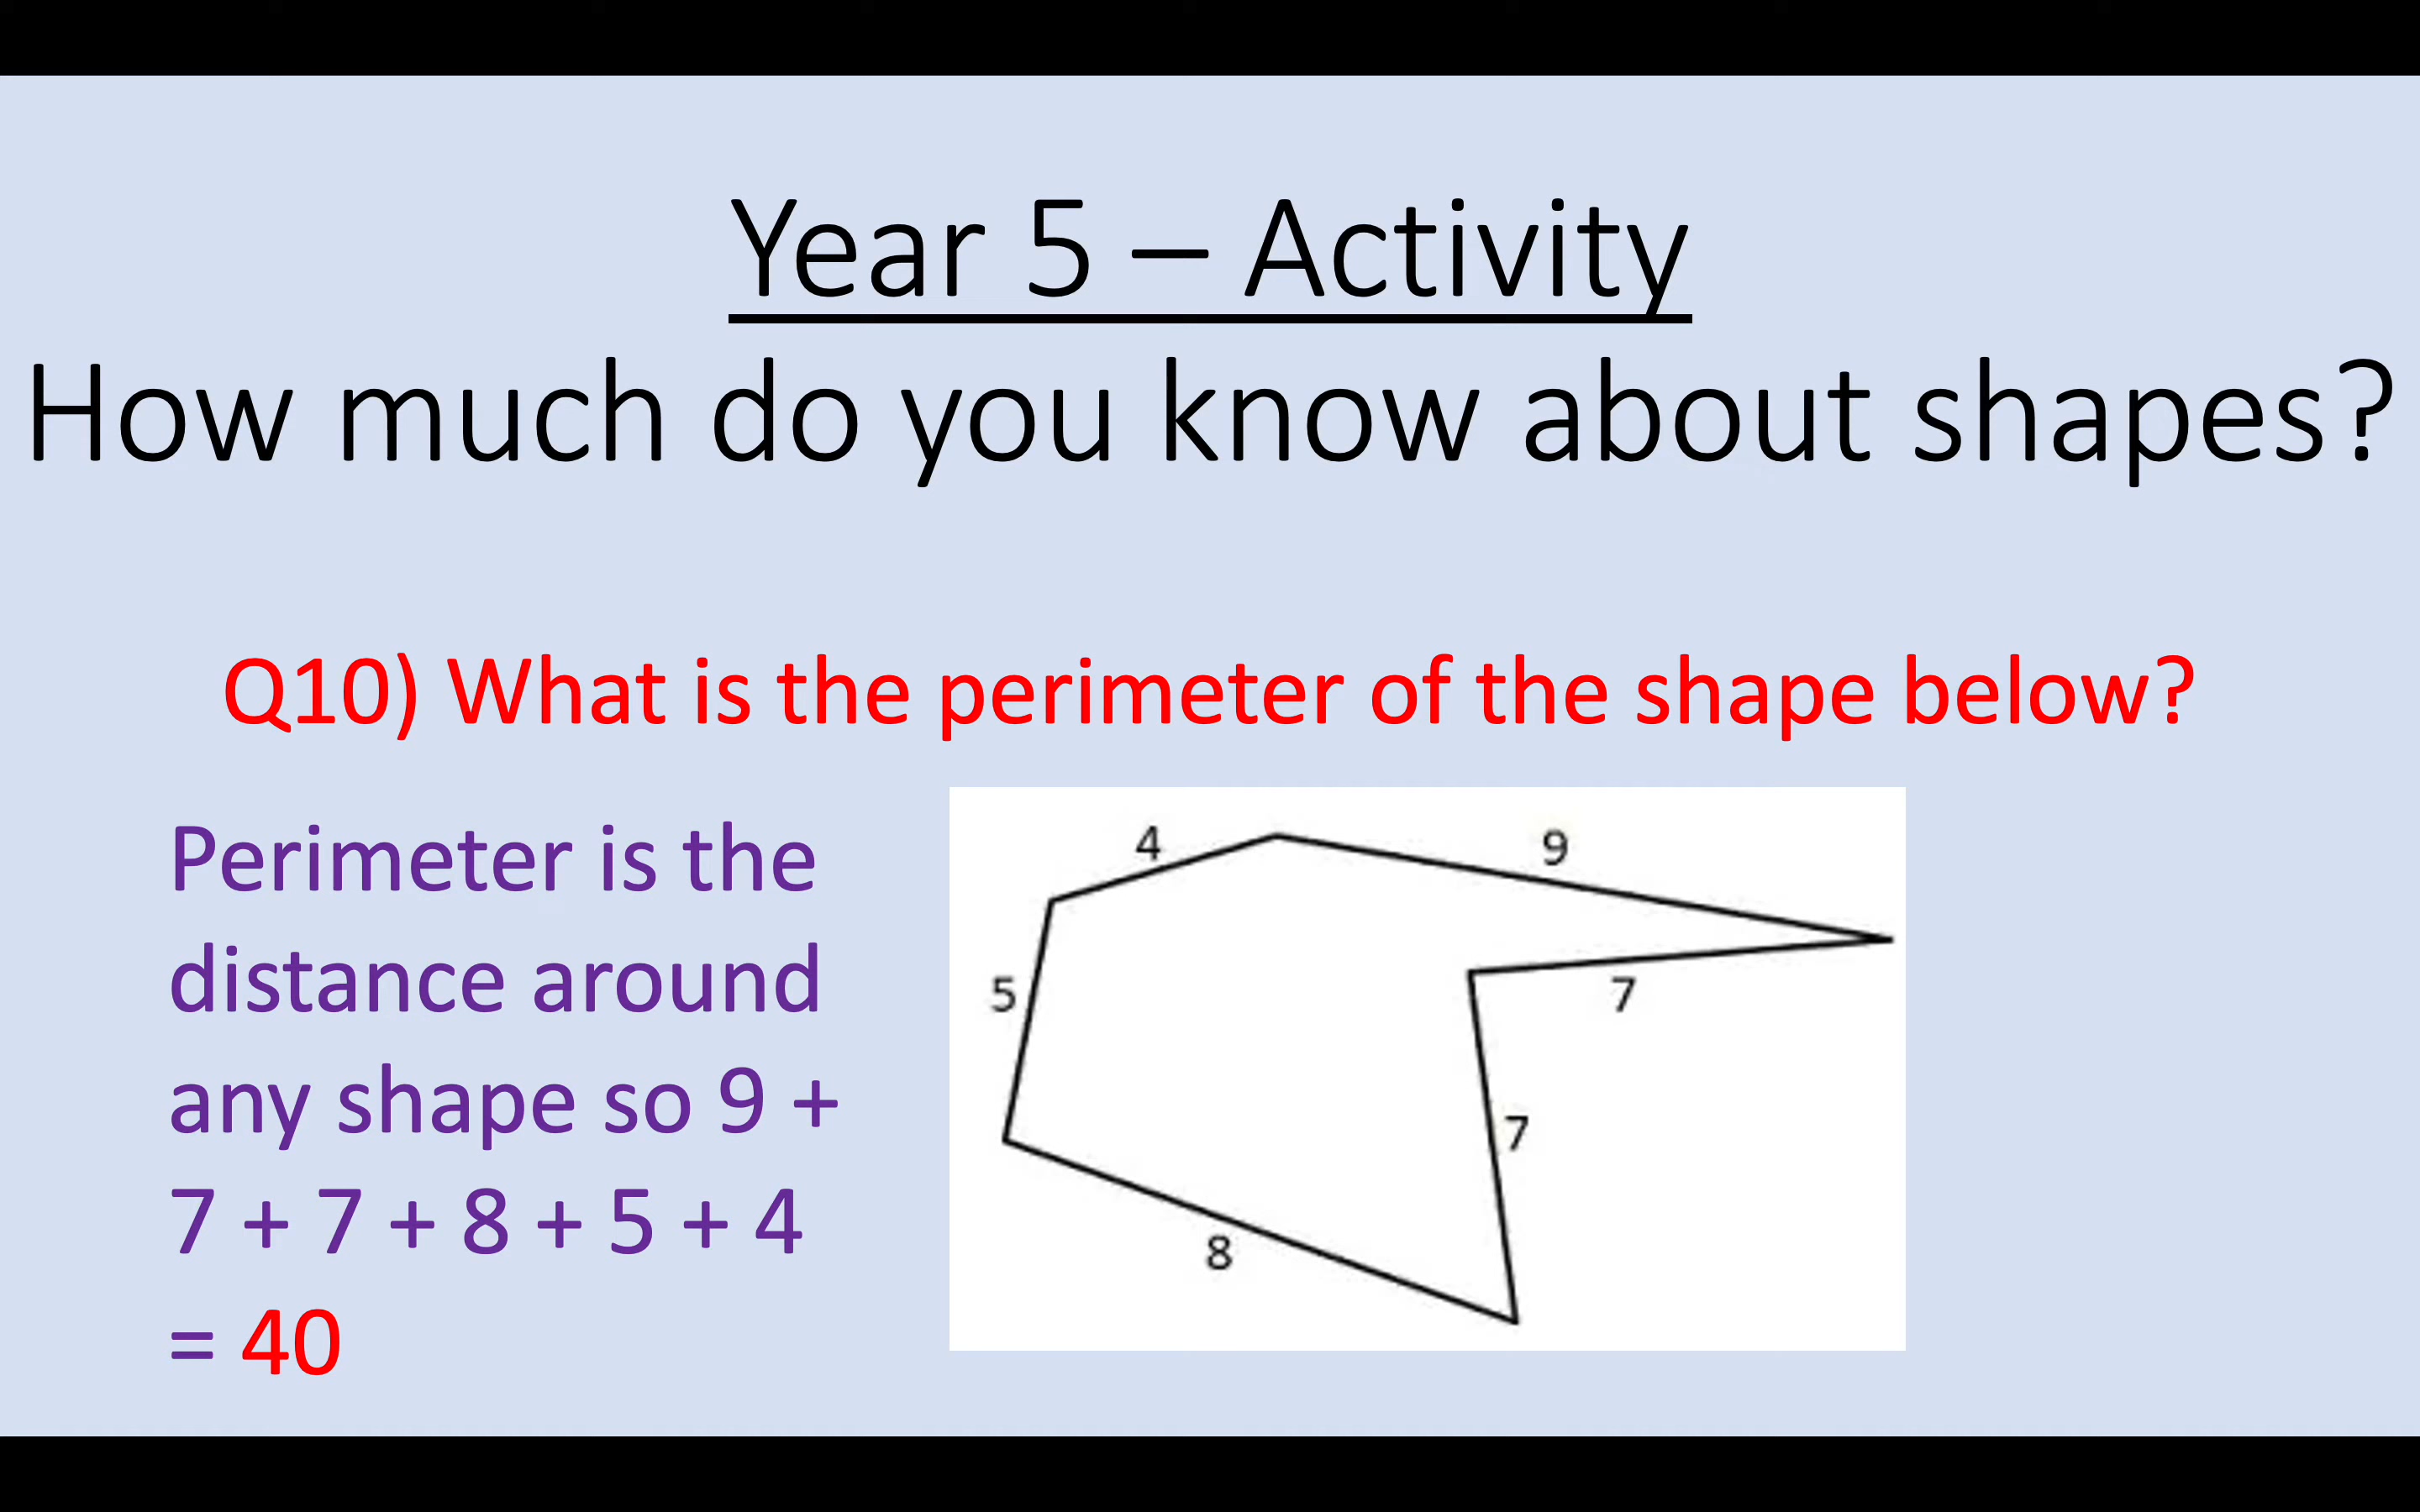 Year 5 – Activity
How much do you know about shapes?
Q10) What is the perimeter of the shape below?
Perimeter is the
distance around
any shape so 9 +
7 + 7 + 8 + 5 + 4
= 40
4
9
5
7
7
8